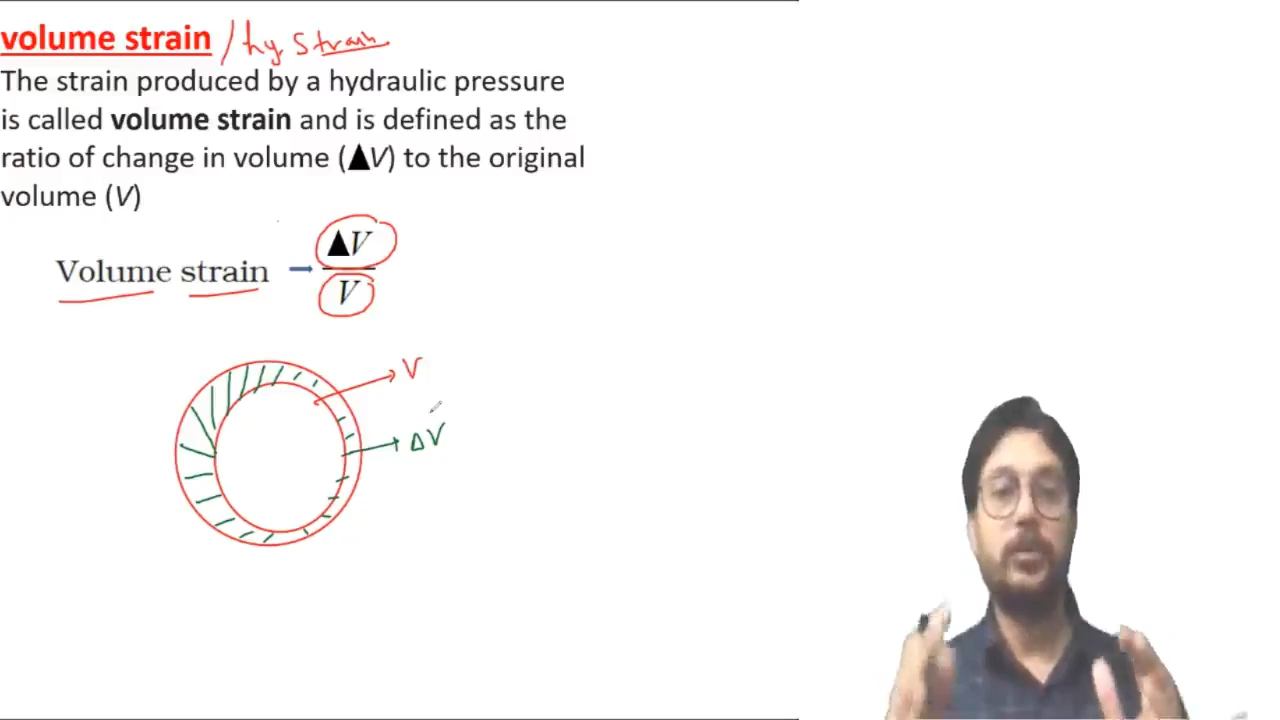 volume strain / hy. strain
The strain produced by a hydraulic pressure
is called volume strain and is defined as the
ratio of change in volume (▲V) to the original
volume (V)
Volume strain → ▲V
V
V
ΔV